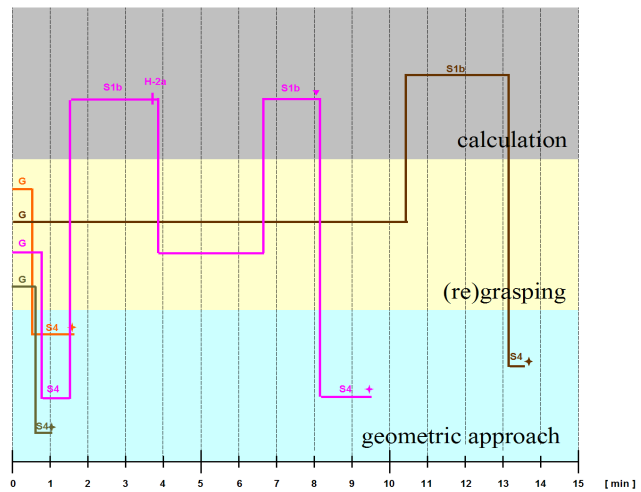 H-2a
S1b
S1b
S1b
calculation
G
G
G
G
(re)grasping
S4
S4
S4
S4
S4
geometric approach
0 1 2 3 4 5 6 7 8 9 10 11 12 13 14 15 [ min ]